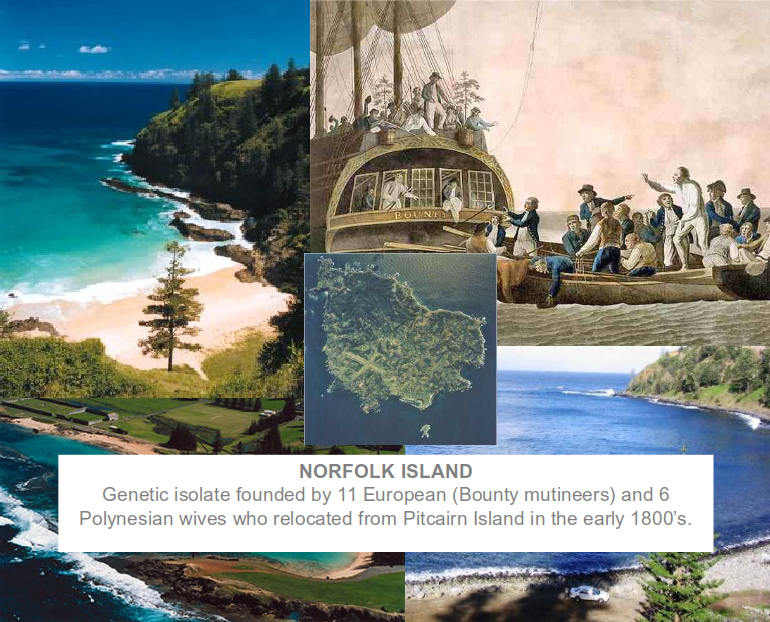 BOUNTY
NORFOLK ISLAND
Genetic isolate founded by 11 European (Bounty mutineers) and 6
Polynesian wives who relocated from Pitcairn Island in the early 1800’s.